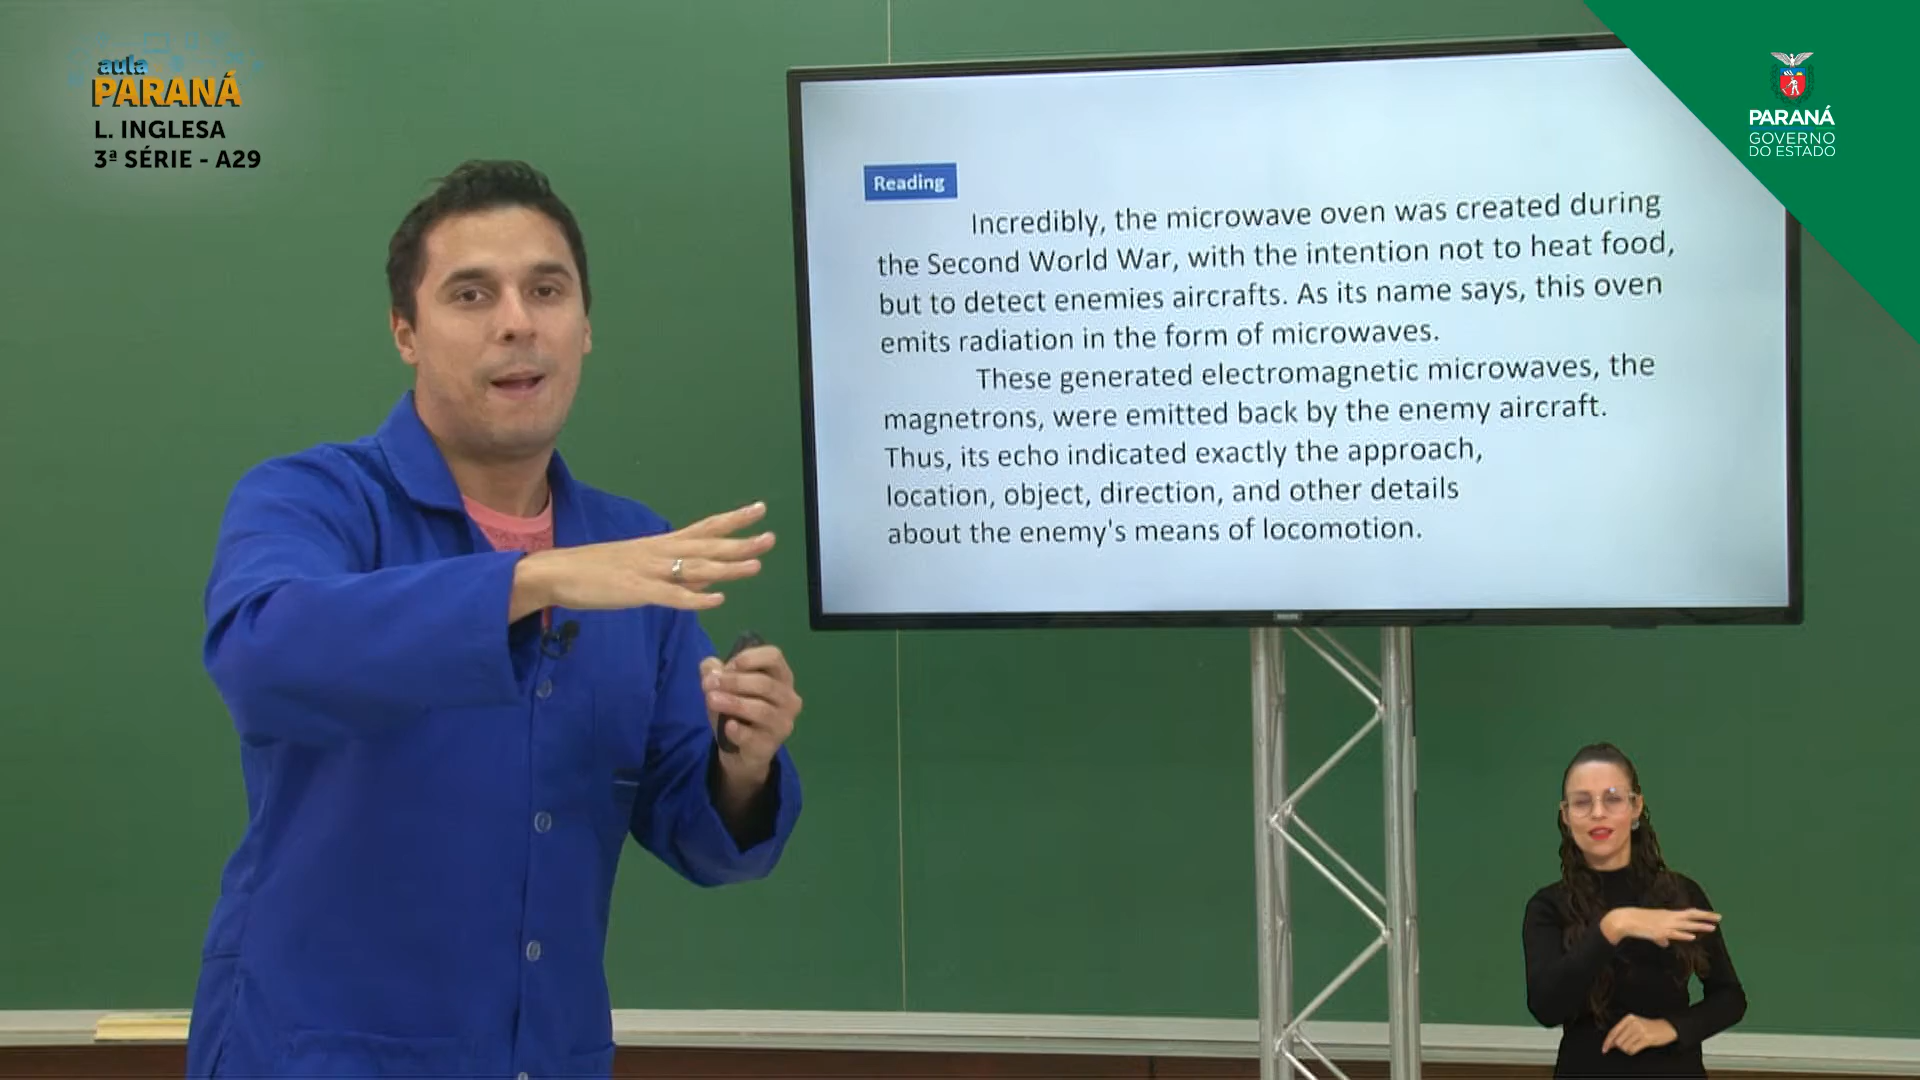 aula
PARANÁ
L. INGLESA
3ª SÉRIE - A29
PARANÁ
GOVERNO
DO ESTADO
Reading
Incredibly, the microwave oven was created during
the Second World War, with the intention not to heat food,
but to detect enemies aircrafts. As its name says, this oven
emits radiation in the form of microwaves.
These generated electromagnetic microwaves, the
magnetrons, were emitted back by the enemy aircraft.
Thus, its echo indicated exactly the approach,
location, object, direction, and other details
about the enemy's means of locomotion.